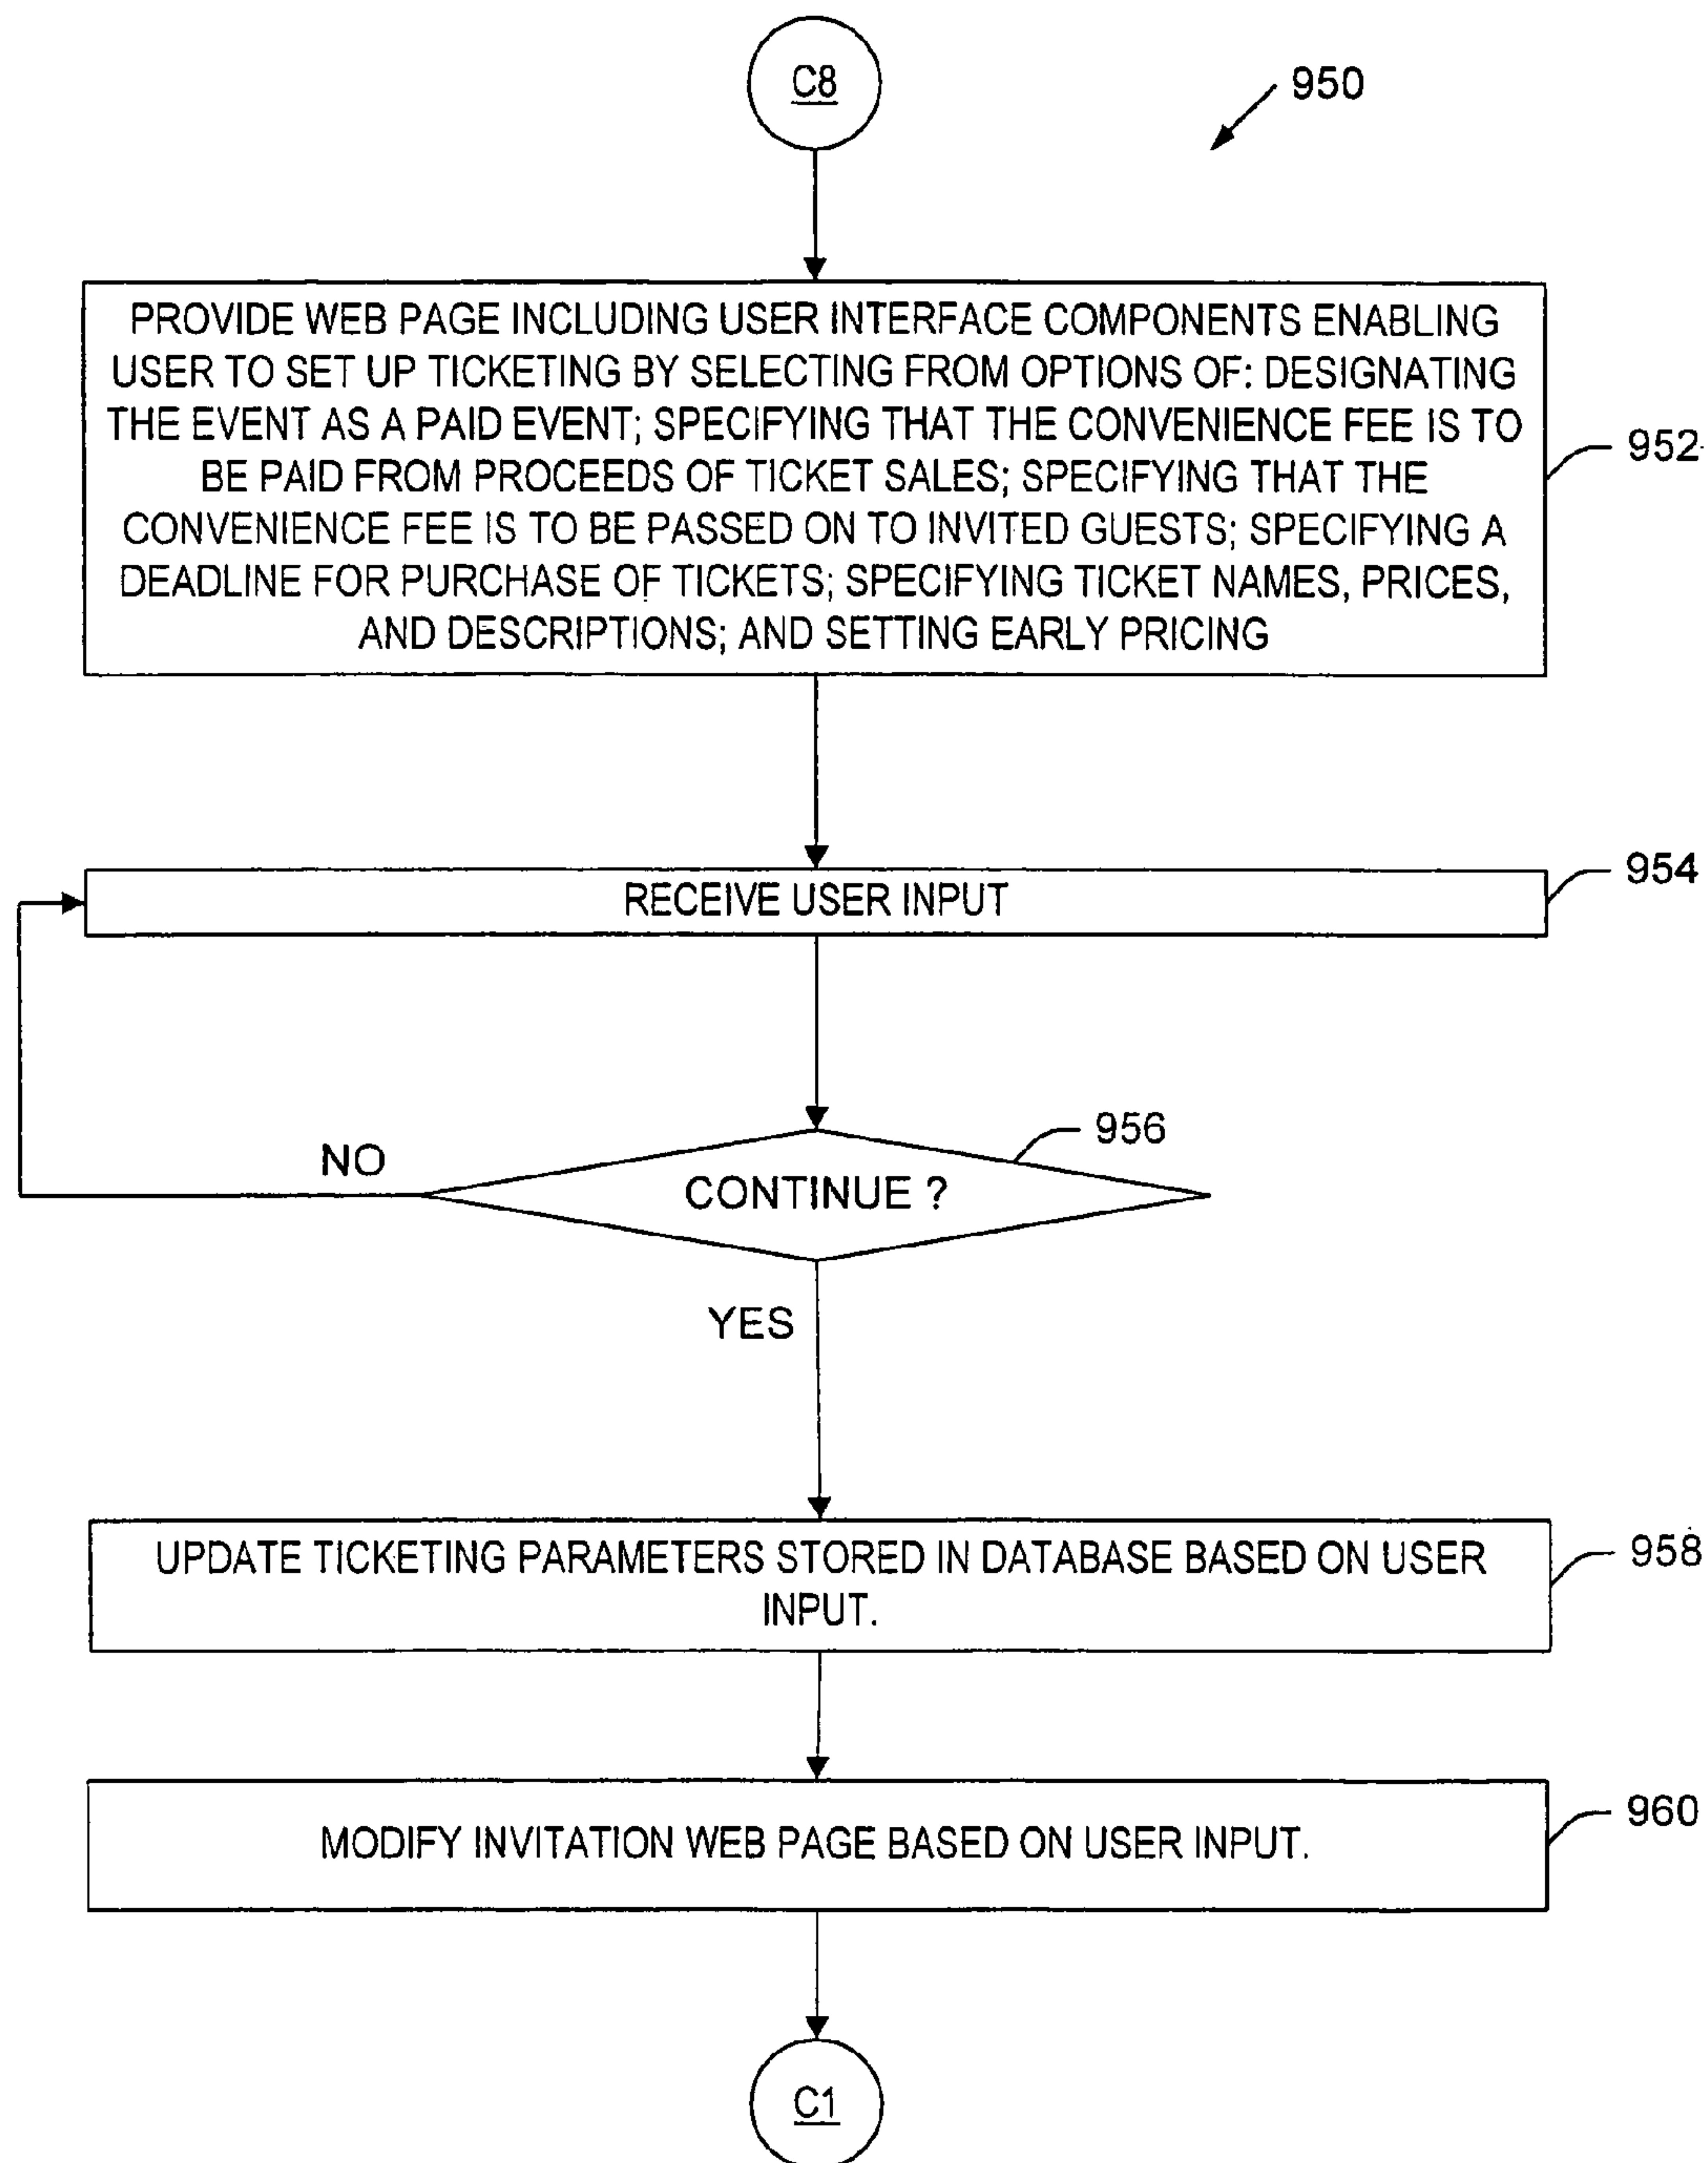 C8
950
PROVIDE WEB PAGE INCLUDING USER INTERFACE COMPONENTS ENABLING
USER TO SET UP TICKETING BY SELECTING FROM OPTIONS OF: DESIGNATING
THE EVENT AS A PAID EVENT; SPECIFYING THAT THE CONVENIENCE FEE IS TO
BE PAID FROM PROCEEDS OF TICKET SALES; SPECIFYING THAT THE
CONVENIENCE FEE IS TO BE PASSED ON TO INVITED GUESTS; SPECIFYING A
DEADLINE FOR PURCHASE OF TICKETS; SPECIFYING TICKET NAMES, PRICES,
AND DESCRIPTIONS; AND SETTING EARLY PRICING
952
RECEIVE USER INPUT
954
956
NO
CONTINUE ?
YES
UPDATE TICKETING PARAMETERS STORED IN DATABASE BASED ON USER
INPUT.
958
MODIFY INVITATION WEB PAGE BASED ON USER INPUT.
960
C1